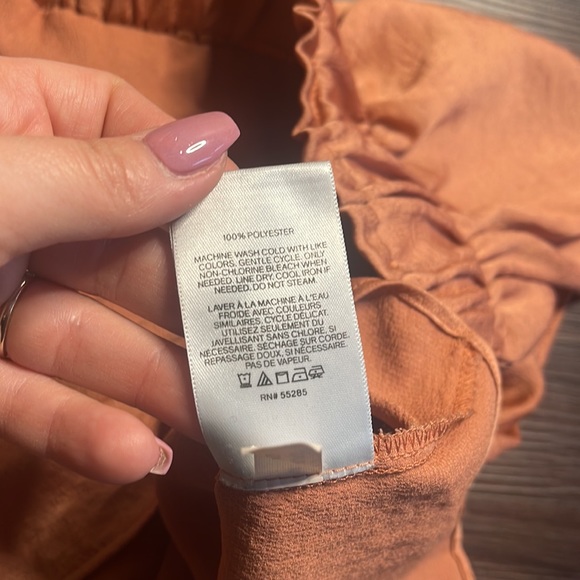 100% POLYESTER
MACHINE WASH COLD WITH LIKE
COLORS. GENTLE CYCLE. ONLY
NON-CHLORINE BLEACH WHEN
NEEDED. LINE DRY. COOL IRON IF
NEEDED. DO NOT STEAM.
LAVER À LA MACHINE À L'EAU
FROIDE AVEC COULEURS
SIMILAIRES. CYCLE DÉLICAT.
UTILISEZ SEULEMENT DU
JAVELLISANT SANS CHLORE, SI
NÉCESSAIRE. SÉCHAGE SUR CORDE.
REPASSAGE DOUX, SI NÉCESSAIRE.
PAS DE VAPEUR.
RN# 55285